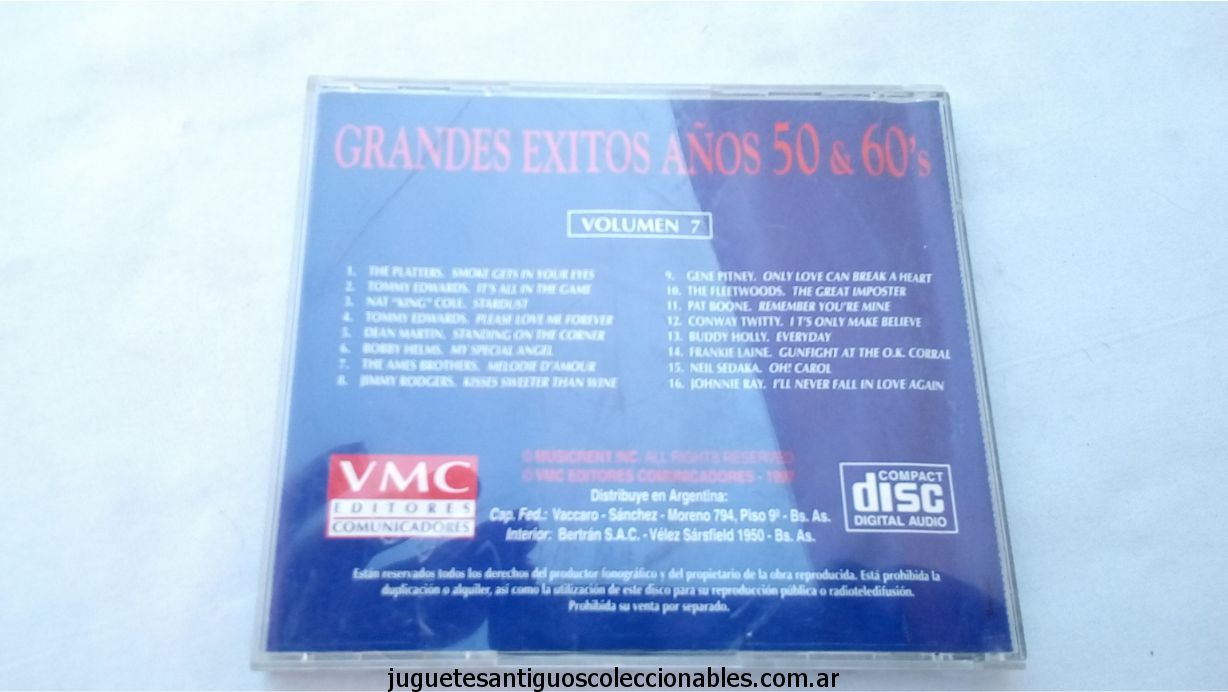 GRANDES EXITOS AÑOS 50 & 60's
VOLUMEN 7
1. THE PLATTERS. SMOKE GETS IN YOUR EYES
2. TOMMY EDWARDS. IT'S ALL IN THE GAME
3. NAT "KING" COLE. STARDUST
4. TOMMY EDWARDS. PLEASE LOVE ME FOREVER
5. DEAN MARTIN. STANDING ON THE CORNER
6. BOBBY HELMS. MY SPECIAL ANGEL
7. THE AMES BROTHERS. MELODIE D'AMOUR
8. JIMMY RODGERS. KISSES SWEETER THAN WINE
9. GENE PITNEY. ONLY LOVE CAN BREAK A HEART
10. THE FLEETWOODS. THE GREAT IMPOSTER
11. PAT BOONE. REMEMBER YOU'RE MINE
12. CONWAY TWITTY. I T'S ONLY MAKE BELIEVE
13. BUDDY HOLLY. EVERYDAY
14. FRANKIE LAINE. GUNFIGHT AT THE O.K. CORRAL
15. NEIL SEDAKA. OH! CAROL
16. JOHNNIE RAY. I'LL NEVER FALL IN LOVE AGAIN
VMC
EDITORES
COMUNICADORES
© MUSICRENT INC. ALL RIGHTS RESERVED
© VMC EDITORES COMUNICADORES -
Distribuye en Argentina:
Cap. Fed.: Vaccaro - Sánchez - Moreno 794, Piso 9º - Bs. As.
Interior: Bertrán S.A.C. - Vélez Sársfield 1950 - Bs. As.
COMPACT
disc
DIGITAL AUDIO
Están reservados todos los derechos del productor fonográfico y del propietario de la obra reproducida. Está prohibida la
duplicación o alquiler, así como la utilización de este disco para su reproducción pública o radioteledifusión.
Prohibida su venta por separado.
juguetesantiguoscoleccionables.com.ar